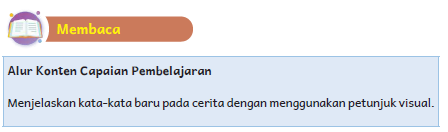 Membaca
Alur Konten Capaian Pembelajaran
Menjelaskan kata-kata baru pada cerita dengan menggunakan petunjuk visual.